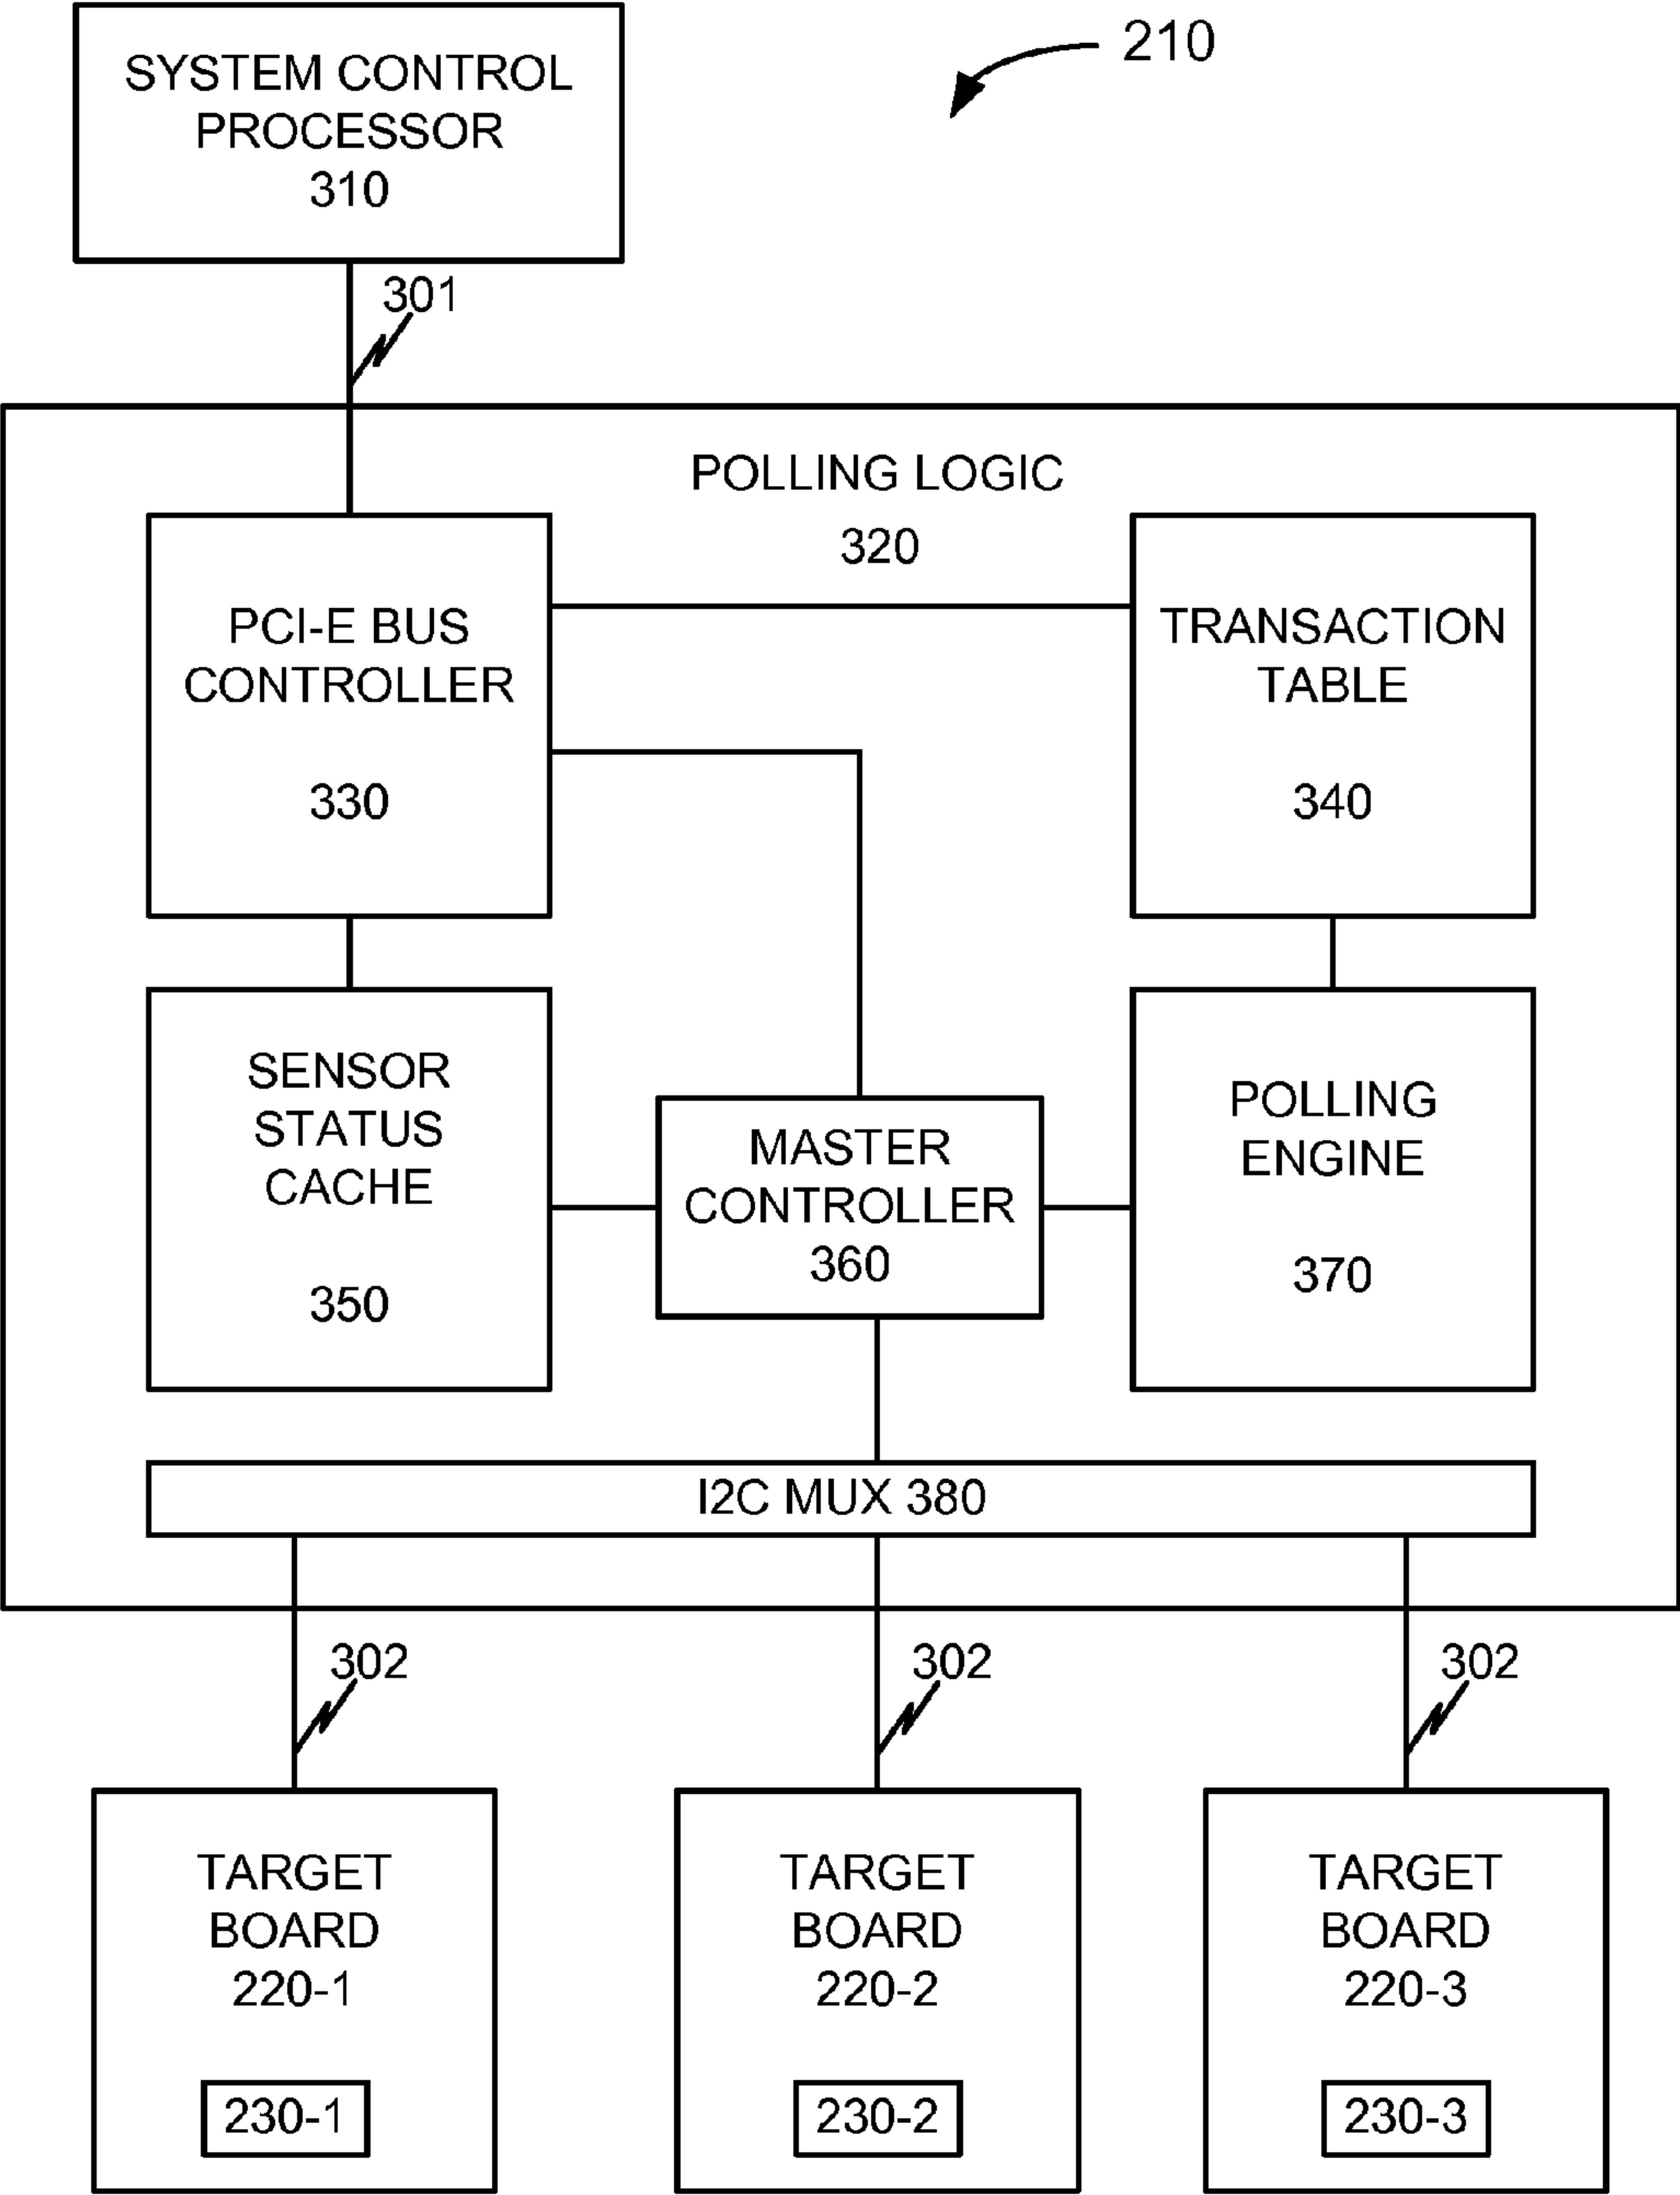 210
SYSTEM CONTROL
PROCESSOR
310
301
POLLING LOGIC
320
PCI-E BUS
CONTROLLER
330
TRANSACTION
TABLE
340
SENSOR
STATUS
CACHE
350
MASTER
CONTROLLER
360
POLLING
ENGINE
370
I2C MUX 380
302
302
302
TARGET
BOARD
220-1
230-1
TARGET
BOARD
220-2
230-2
TARGET
BOARD
220-3
230-3